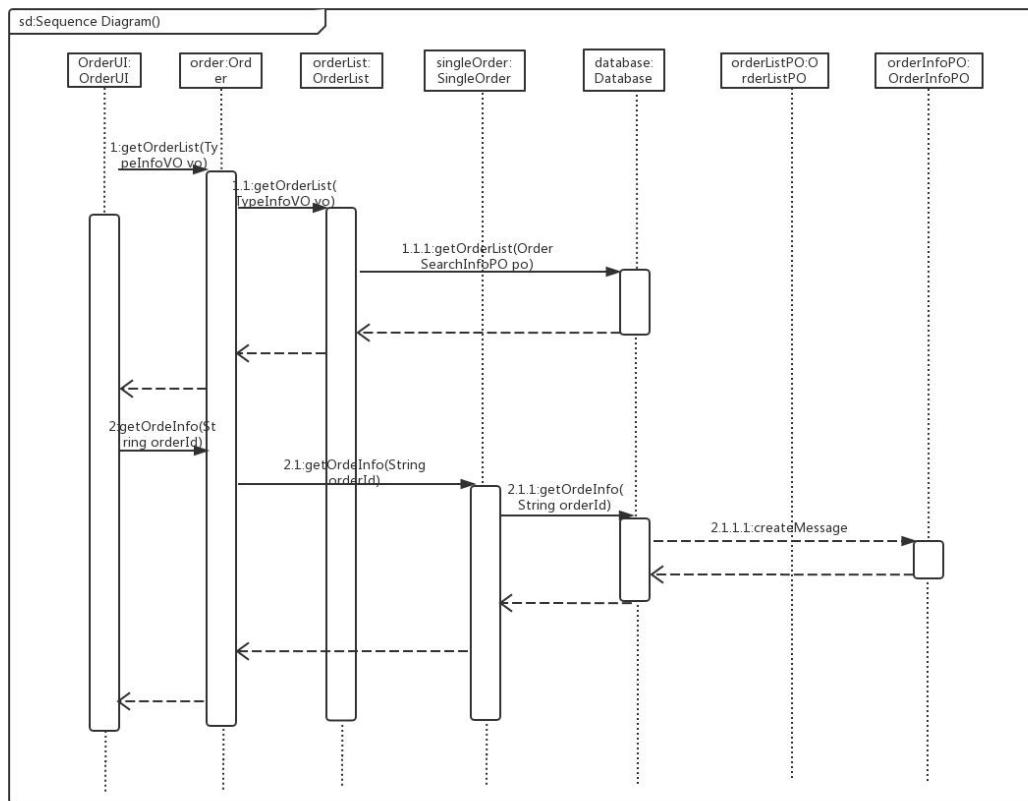 sd:Sequence Diagram()
OrderUI:
OrderUI
order:Ord
er
orderList:
OrderList
singleOrder:
SingleOrder
database:
Database
orderListPO:O
rderListPO
orderInfoPO:
OrderInfoPO
1:getOrderList(Ty
peInfoVO vo)
1.1:getOrderList(
TypeInfoVO vo)
1.1.1:getOrderList(Order
SearchInfoPO po)
2:getOrdeInfo(St
ring orderId)
2.1:getOrdeInfo(String
orderId)
2.1.1:getOrdeInfo(
String orderId)
2.1.1.1:createMessage